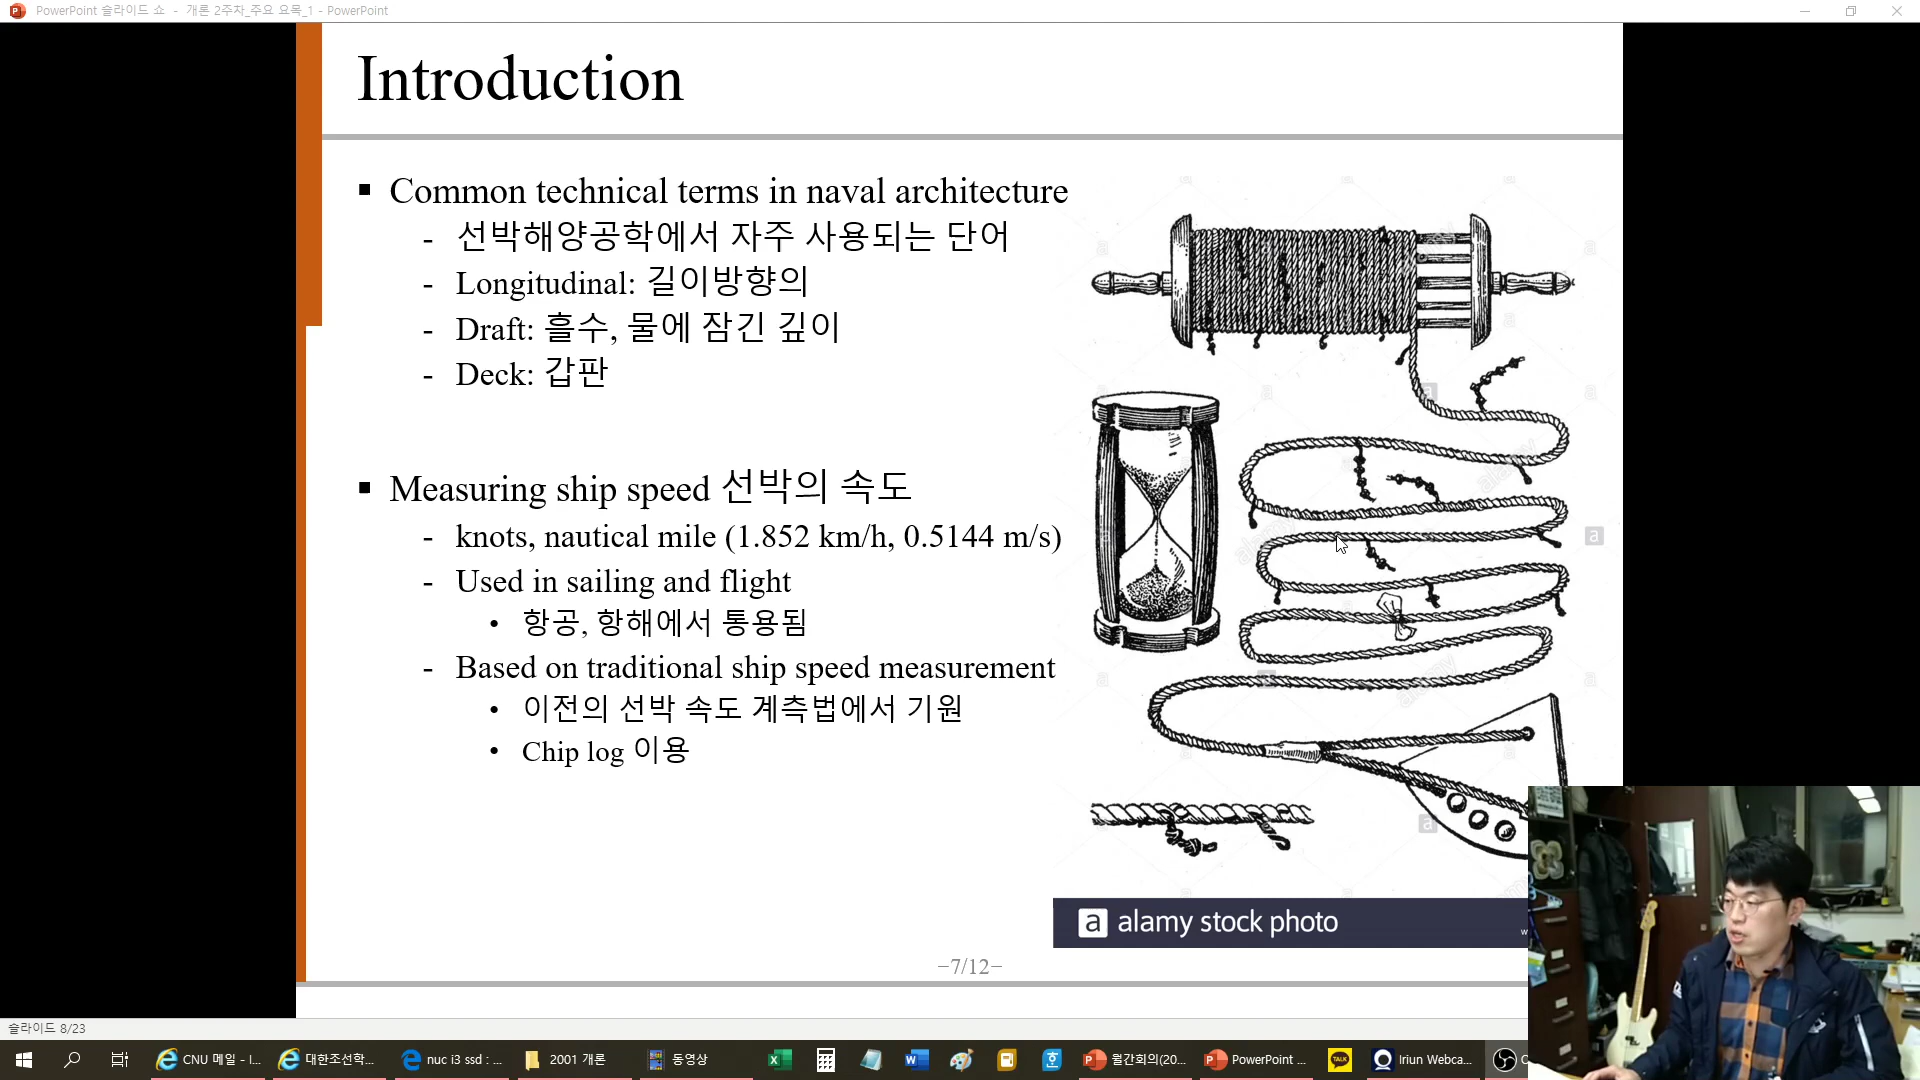 PowerPoint 슬라이드 쇼 - 개론 2주차_주요 요목_1 - PowerPoint
Introduction
▪ Common technical terms in naval architecture
- 선박해양공학에서 자주 사용되는 단어
- Longitudinal: 길이방향의
- Draft: 흘수, 물에 잠긴 깊이
- Deck: 갑판
▪ Measuring ship speed 선박의 속도
- knots, nautical mile (1.852 km/h, 0.5144 m/s)
- Used in sailing and flight
• 항공, 항해에서 통용됨
- Based on traditional ship speed measurement
• 이전의 선박 속도 계측법에서 기원
• Chip log 이용
a alamy stock photo
−7/12−
슬라이드 8/23
CNU 메일 - I...
대한조선학...
nuc i3 ssd : ...
2001 개론
동영상
월간회의(20...
PowerPoint ...
TALK
Iriun Webca...